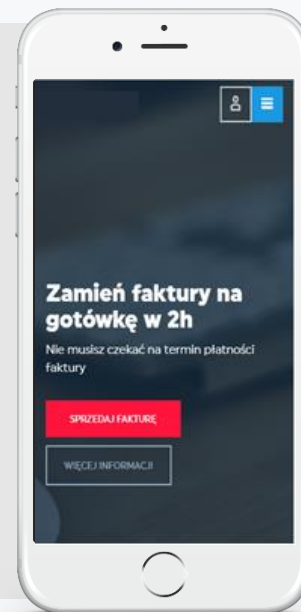 Zamień faktury na
gotówkę w 2h
Nie musisz czekać na termin płatności
faktury
SPRZEDAJ FAKTURĘ
WIĘCEJ INFORMACJI